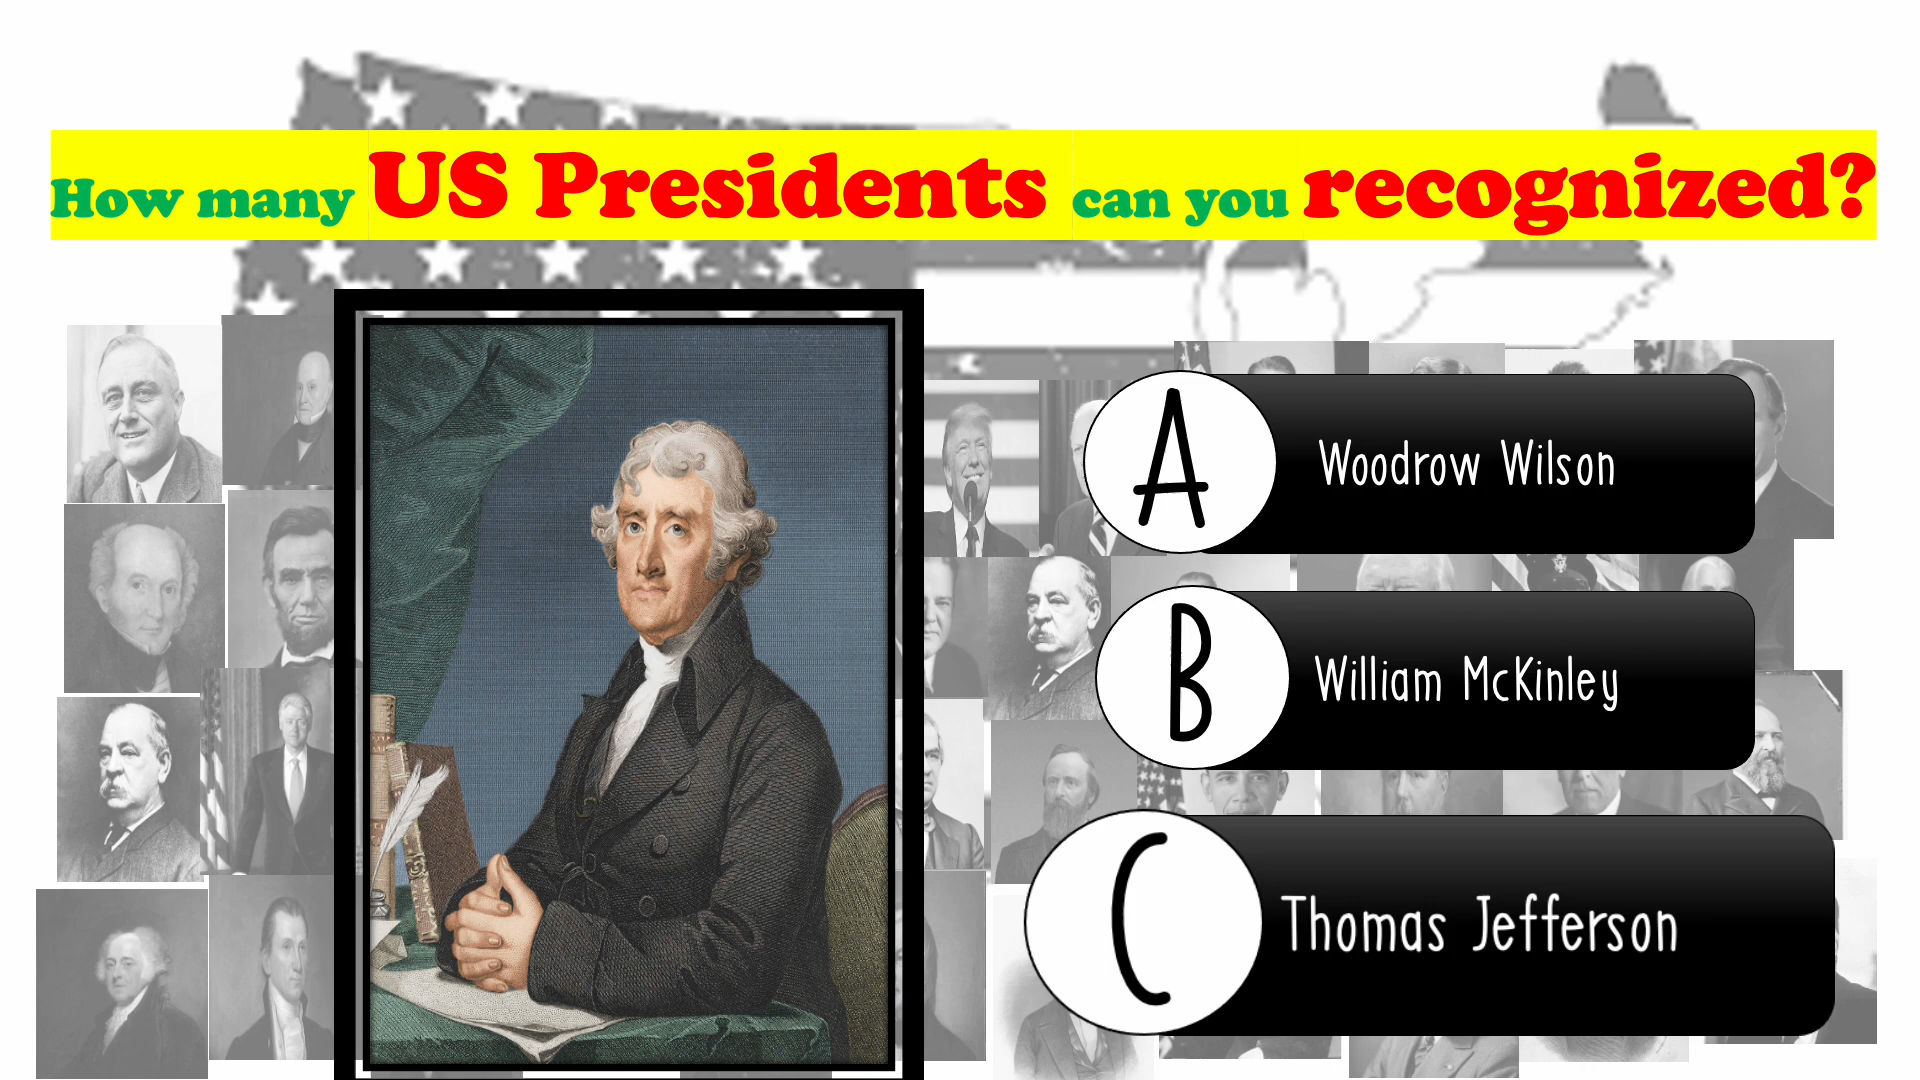 How many US Presidents can you recognized?
A Woodrow Wilson
B William McKinley
C Thomas Jefferson